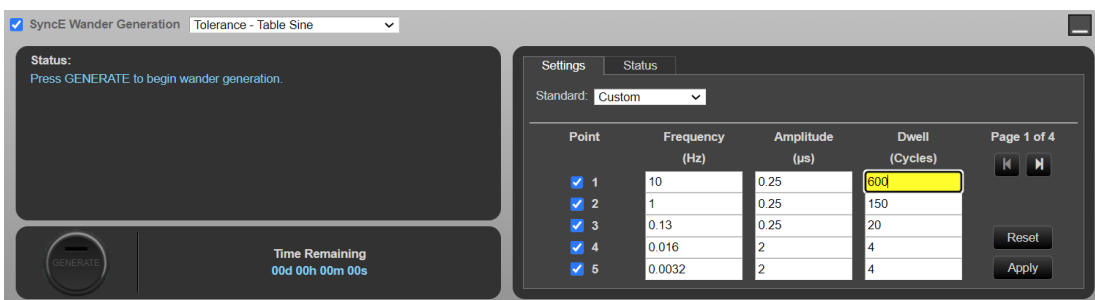 SyncE Wander Generation Tolerance - Table Sine
Status:
Press GENERATE to begin wander generation.
GENERATE
Time Remaining
00d 00h 00m 00s
Settings Status
Standard: Custom
Point Frequency Amplitude Dwell Page 1 of 4
(Hz) (µs) (Cycles)
1 10 0.25 600
2 1 0.25 150
3 0.13 0.25 20
4 0.016 2 4
5 0.0032 2 4
Reset
Apply